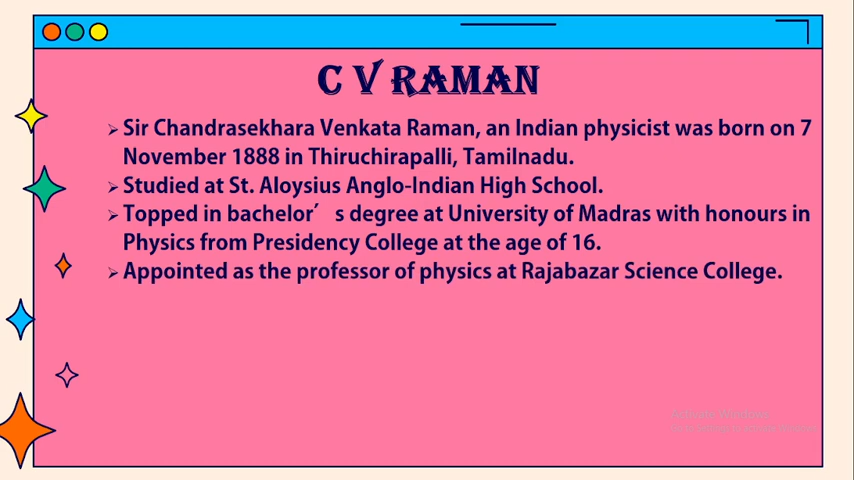 C V RAMAN
➢ Sir Chandrasekhara Venkata Raman, an Indian physicist was born on 7
November 1888 in Thiruchirapalli, Tamilnadu.
➢ Studied at St. Aloysius Anglo-Indian High School.
➢ Topped in bachelor’ s degree at University of Madras with honours in
Physics from Presidency College at the age of 16.
➢ Appointed as the professor of physics at Rajabazar Science College.
Activate Windows